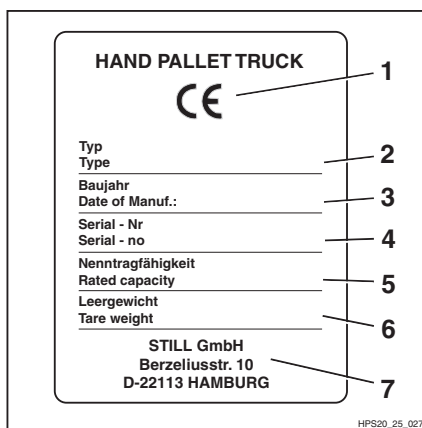 HAND PALLET TRUCK
CE
1
Typ
Type
2
Baujahr
Date of Manuf.:
3
Serial - Nr
Serial - no
4
Nenntragfähigkeit
Rated capacity
5
Leergewicht
Tare weight
6
STILL GmbH
Berzeliusstr. 10
D-22113 HAMBURG
7
HPS20_25_027